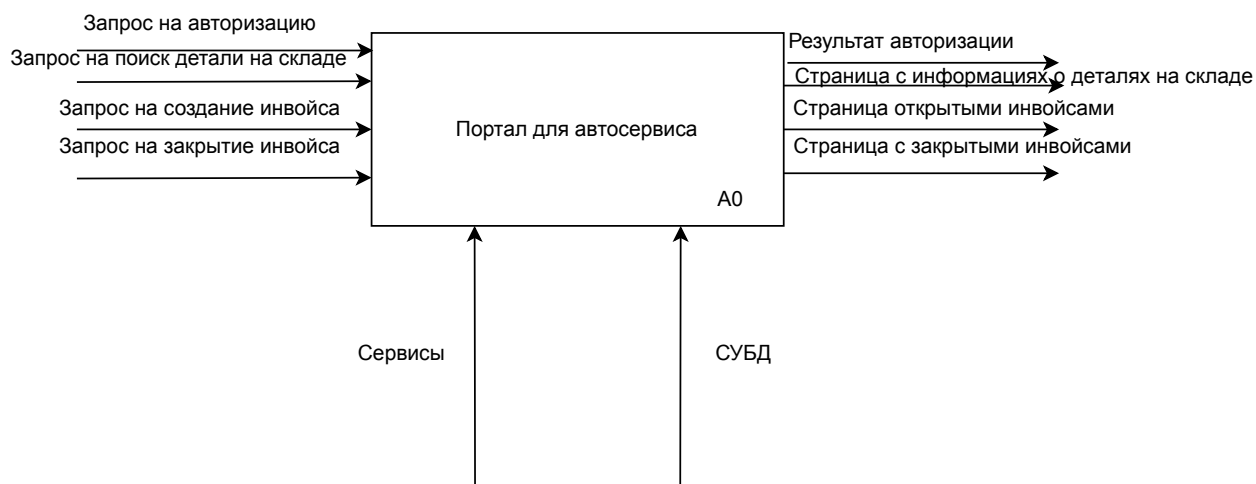 Запрос на авторизацию
Запрос на поиск детали на складе
Запрос на создание инвойса
Запрос на закрытие инвойса
Портал для автосервиса
A0
Результат авторизации
Страница с информациях о деталях на складе
Страница открытыми инвойсами
Страница с закрытыми инвойсами
Сервисы
СУБД